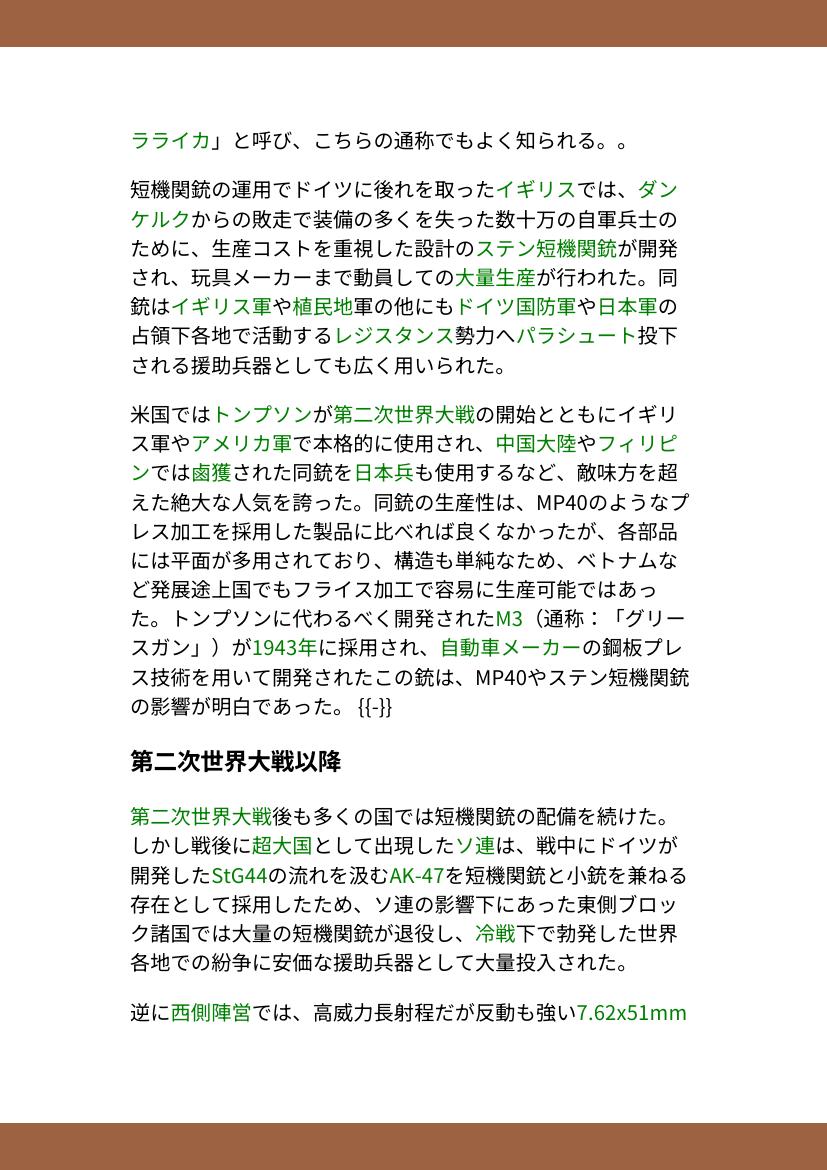 ラライカ」と呼び、こちらの通称でもよく知られる。。
短機関銃の運用でドイツに後れを取ったイギリスでは、ダン
ケルクからの敗走で装備の多くを失った数十万の自軍兵士の
ために、生産コストを重視した設計のステン短機関銃が開発
され、玩具メーカーまで動員しての大量生産が行われた。同
銃はイギリス軍や植民地軍の他にもドイツ国防軍や日本軍の
占領下各地で活動するレジスタンス勢力へパラシュート投下
される援助兵器としても広く用いられた。
米国ではトンプソンが第二次世界大戦の開始とともにイギリ
ス軍やアメリカ軍で本格的に使用され、中国大陸やフィリピ
ンでは鹵獲された同銃を日本兵も使用するなど、敵味方を超
えた絶大な人気を誇った。同銃の生産性は、MP40のようなプ
レス加工を採用した製品に比べれば良くなかったが、各部品
には平面が多用されており、構造も単純なため、ベトナムな
ど発展途上国でもフライス加工で容易に生産可能ではあっ
た。トンプソンに代わるべく開発されたM3（通称：「グリー
スガン」）が1943年に採用され、自動車メーカーの鋼板プレ
ス技術を用いて開発されたこの銃は、MP40やステン短機関銃
の影響が明白であった。 {{-}}
第二次世界大戦以降
第二次世界大戦後も多くの国では短機関銃の配備を続けた。
しかし戦後に超大国として出現したソ連は、戦中にドイツが
開発したStG44の流れを汲むAK-47を短機関銃と小銃を兼ねる
存在として採用したため、ソ連の影響下にあった東側ブロッ
ク諸国では大量の短機関銃が退役し、冷戦下で勃発した世界
各地での紛争に安価な援助兵器として大量投入された。
逆に西側陣営では、高威力長射程だが反動も強い7.62x51mm